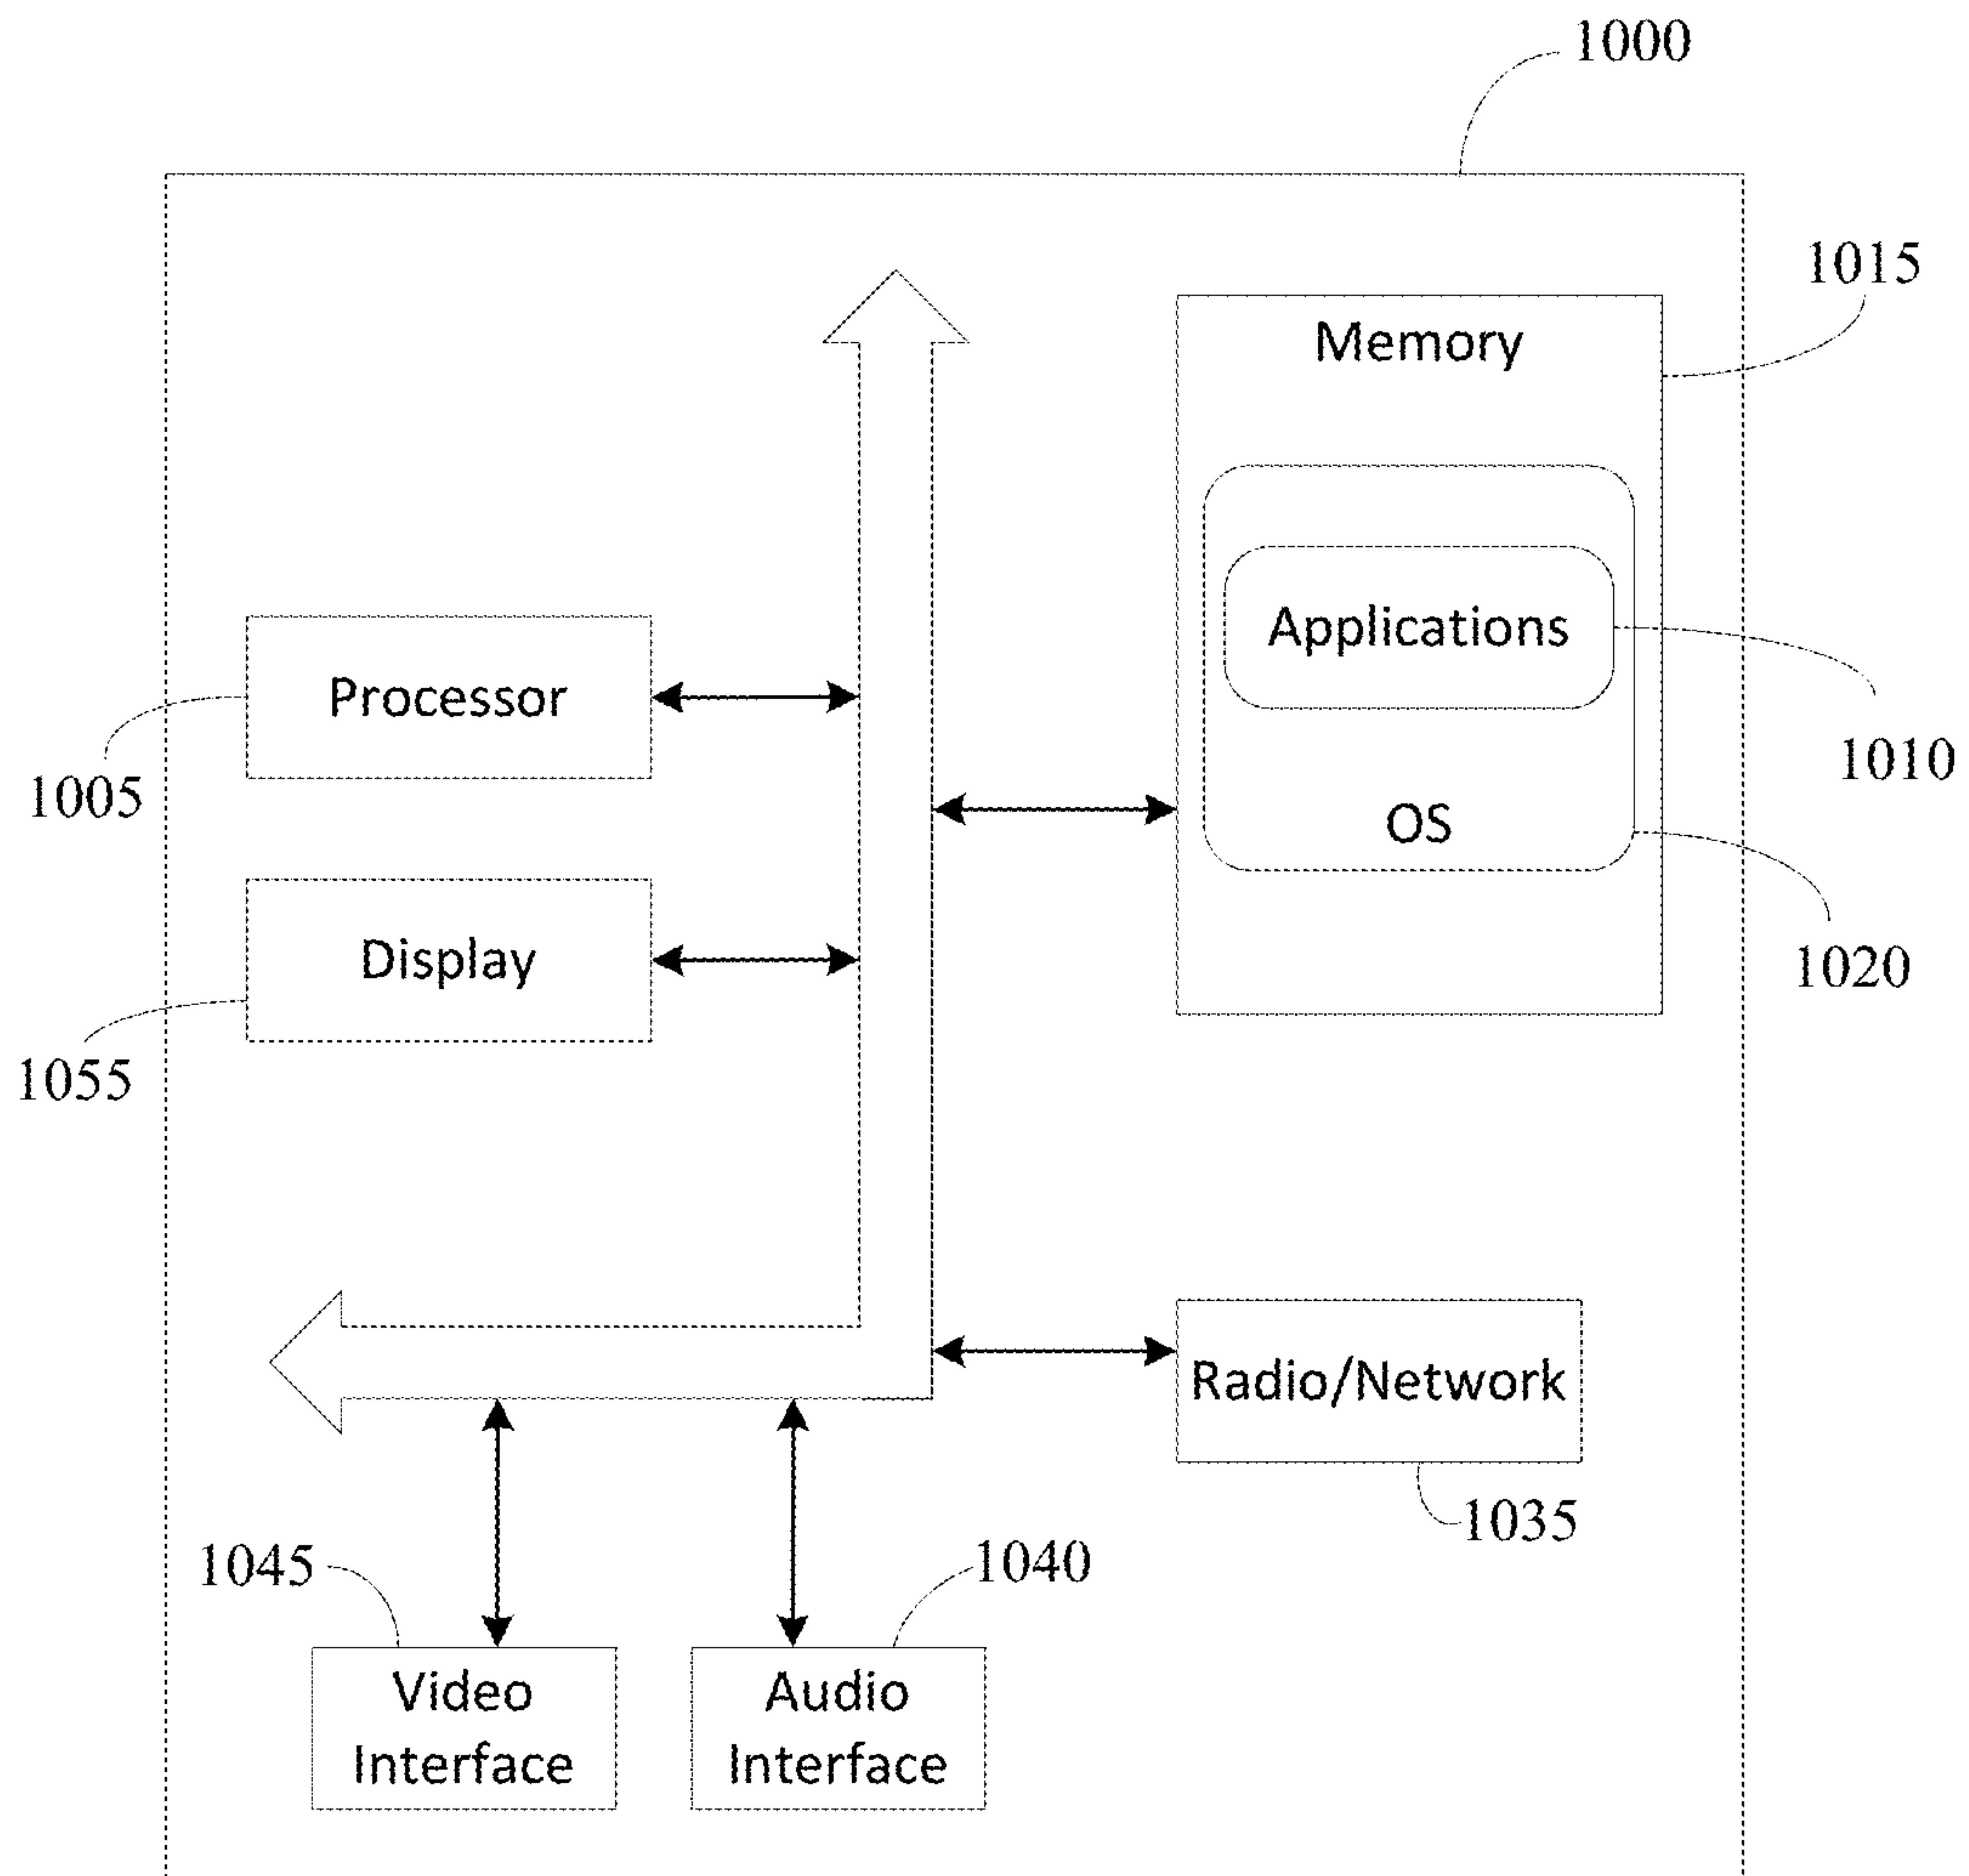 1000
1015
Memory
Applications
Processor
1010
1005
OS
Display
1020
1055
Radio/Network
1035
1045
1040
Video
Interface
Audio
Interface